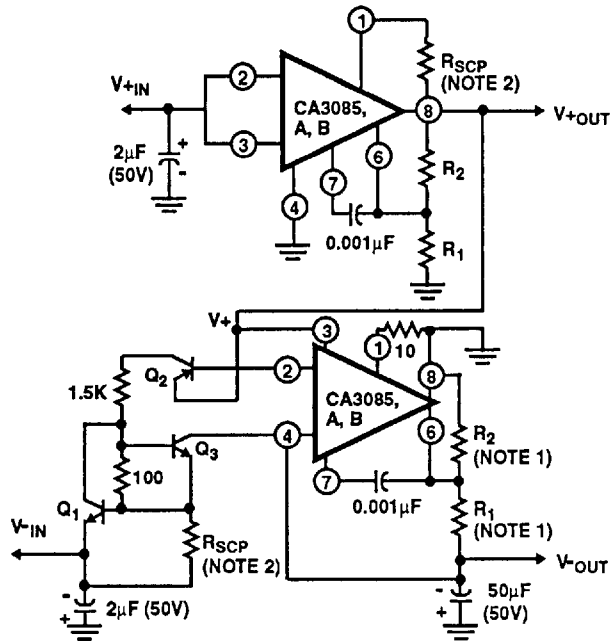 1
R_SCP
(NOTE 2)
V+IN
2
CA3085,
A, B
8
V+OUT
3
2µF
(50V)
+
-
6
7
4
0.001µF
R2
R1
V+
3
1
10
Q2
2
CA3085,
A, B
8
1.5K
4
Q3
6
R2
(NOTE 1)
100
7
0.001µF
Q1
V-IN
R_SCP
(NOTE 2)
R1
(NOTE 1)
V-OUT
-
+
2µF (50V)
-
+
50µF
(50V)